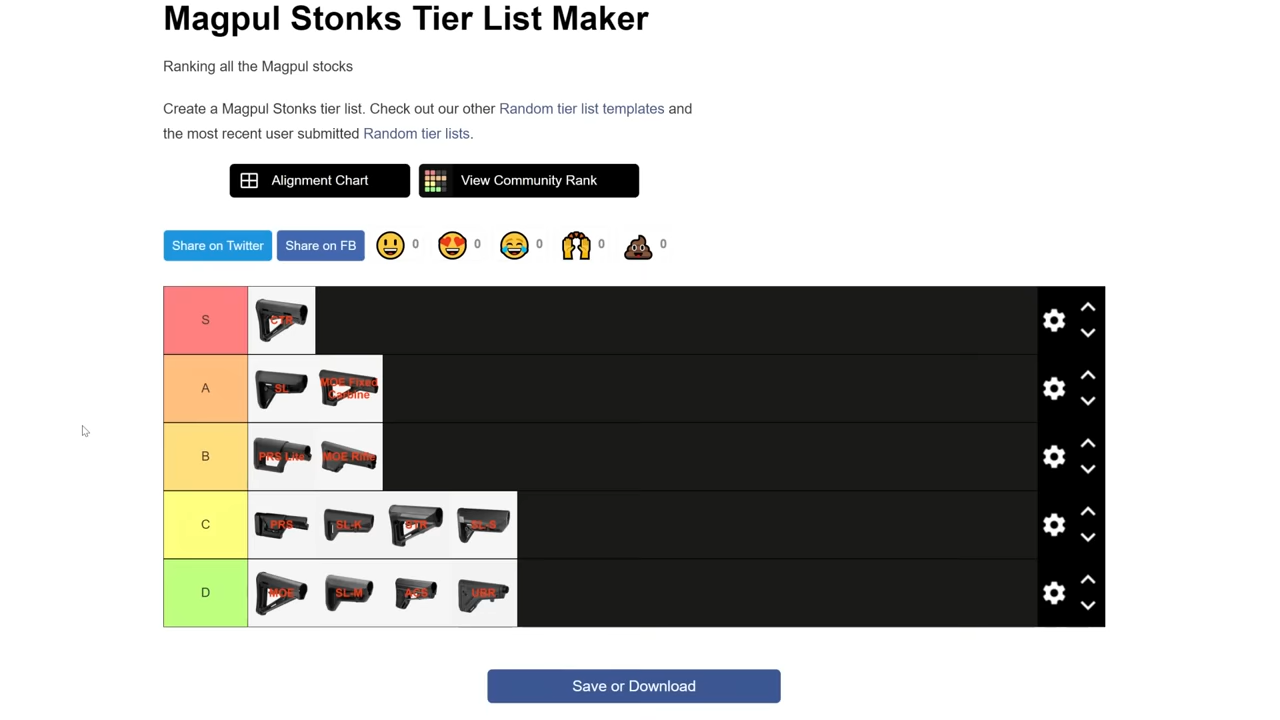 Magpul Stonks Tier List Maker
Ranking all the Magpul stocks
Create a Magpul Stonks tier list. Check out our other Random tier list templates and
the most recent user submitted Random tier lists.
Alignment Chart
View Community Rank
Share on Twitter
Share on FB
0
0
0
0
0
S
CTR
A
SL
MOE Fixed
Carbine
B
PRS Lite
MOE Rifle
C
PRS
SL-K
STR
SL-S
D
MOE
SL-M
ACS
UBR
Save or Download